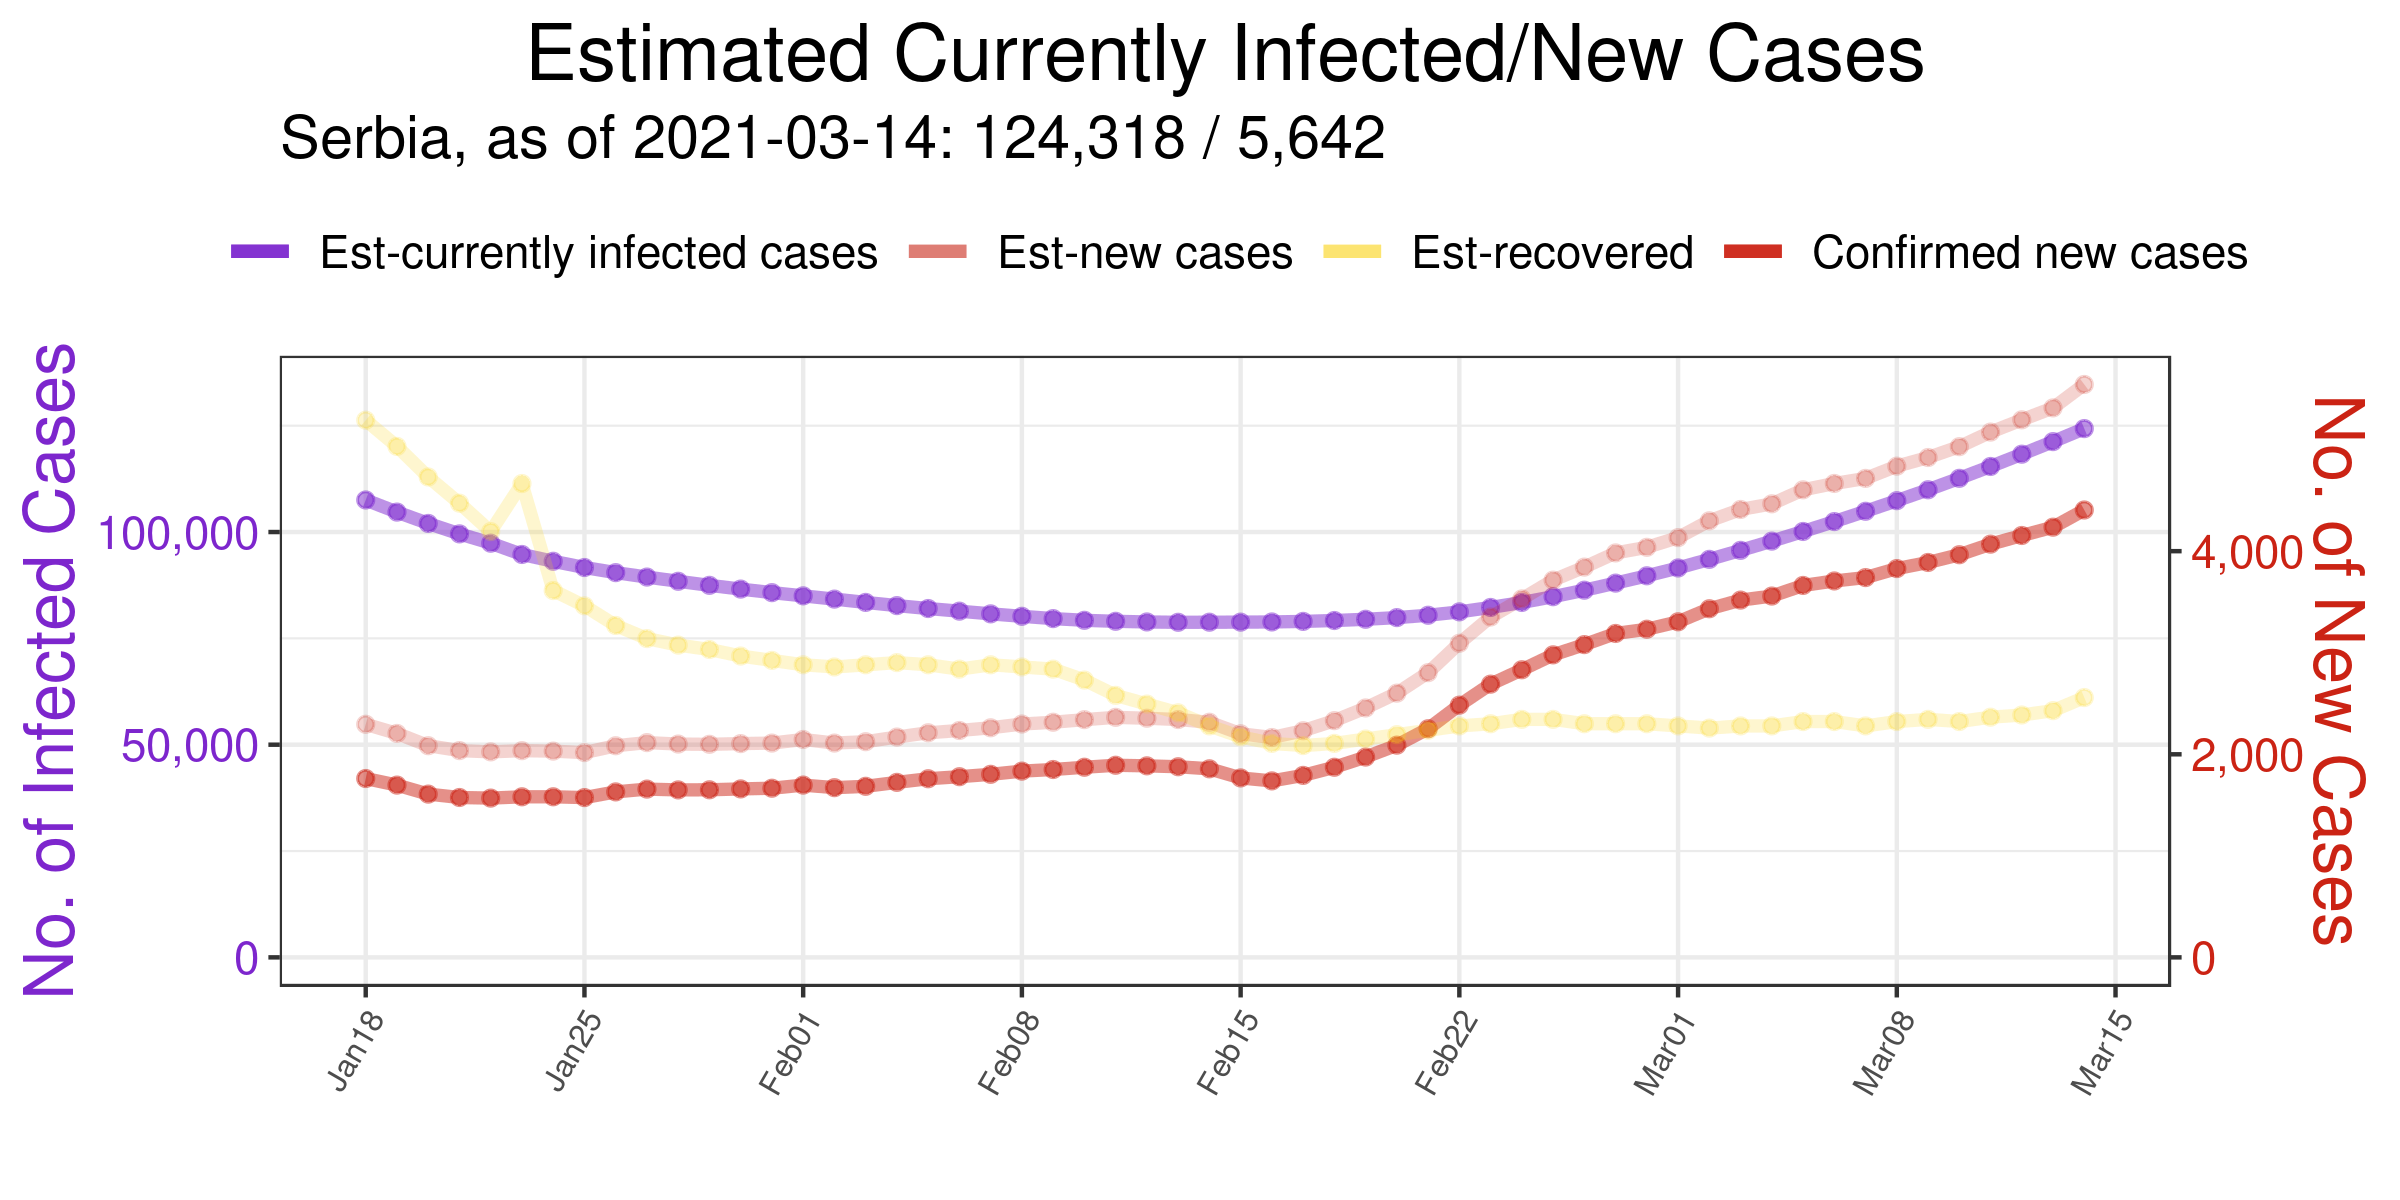 Estimated Currently Infected/New Cases
Serbia, as of 2021-03-14: 124,318 / 5,642
Est-currently infected cases Est-new cases Est-recovered Confirmed new cases
No. of Infected Cases
100,000
50,000
0
4,000
2,000
0
No. of New Cases
Jan18 Jan25 Feb01 Feb08 Feb15 Feb22 Mar01 Mar08 Mar15